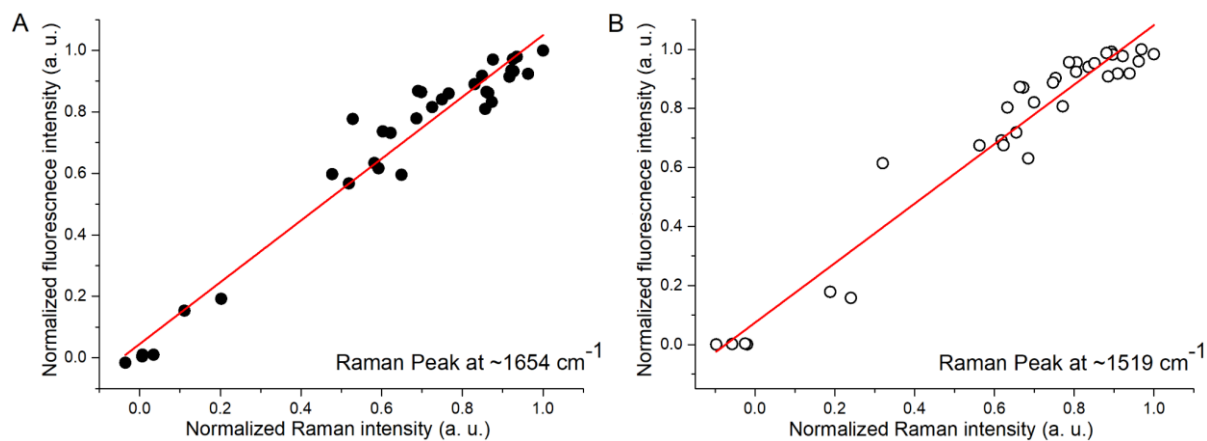 A
Normalized fluorescnece intensity (a. u.)
1.0
0.8
0.6
0.4
0.2
0.0
Raman Peak at ~1654 cm⁻¹
0.0 0.2 0.4 0.6 0.8 1.0
Normalized Raman intensity (a. u.)
B
Normalized fluorescnece intensity (a. u.)
1.0
0.8
0.6
0.4
0.2
0.0
Raman Peak at ~1519 cm⁻¹
0.0 0.2 0.4 0.6 0.8 1.0
Normalized Raman intensity (a. u.)